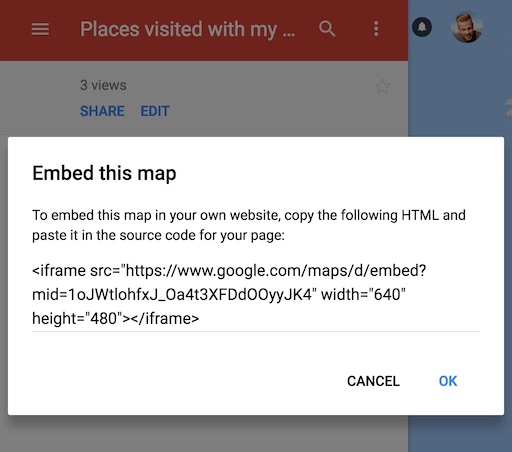 Places visited with my ...
3 views
SHARE EDIT
Embed this map
To embed this map in your own website, copy the following HTML and
paste it in the source code for your page:
<iframe src="https://www.google.com/maps/d/embed?
mid=1oJWtlohfxJ_Oa4t3XFDdOOyyJK4" width="640"
height="480"></iframe>
CANCEL OK